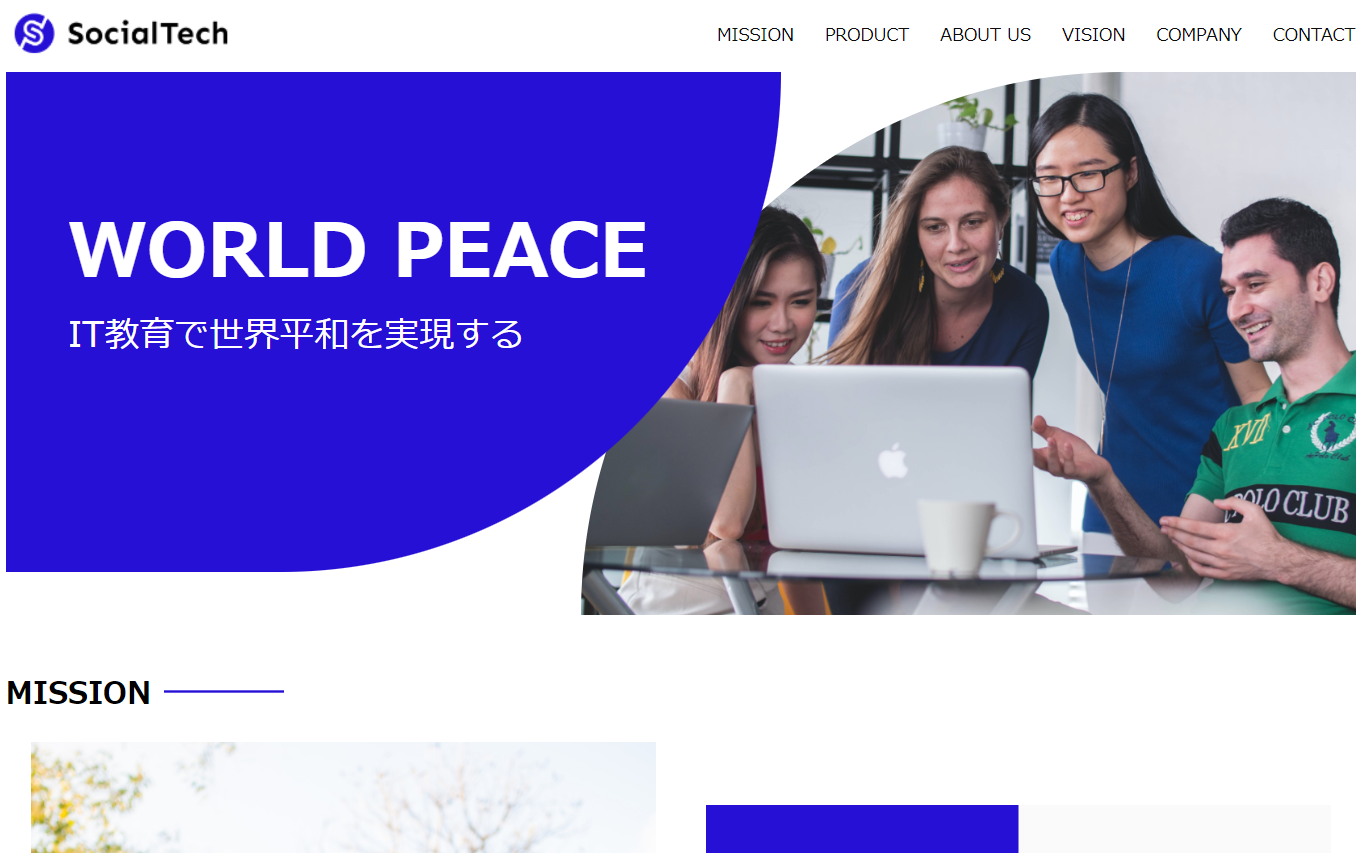 SocialTech
MISSION PRODUCT ABOUT US VISION COMPANY CONTACT
WORLD PEACE
IT教育で世界平和を実現する
XVII
POLO CLUB
MISSION